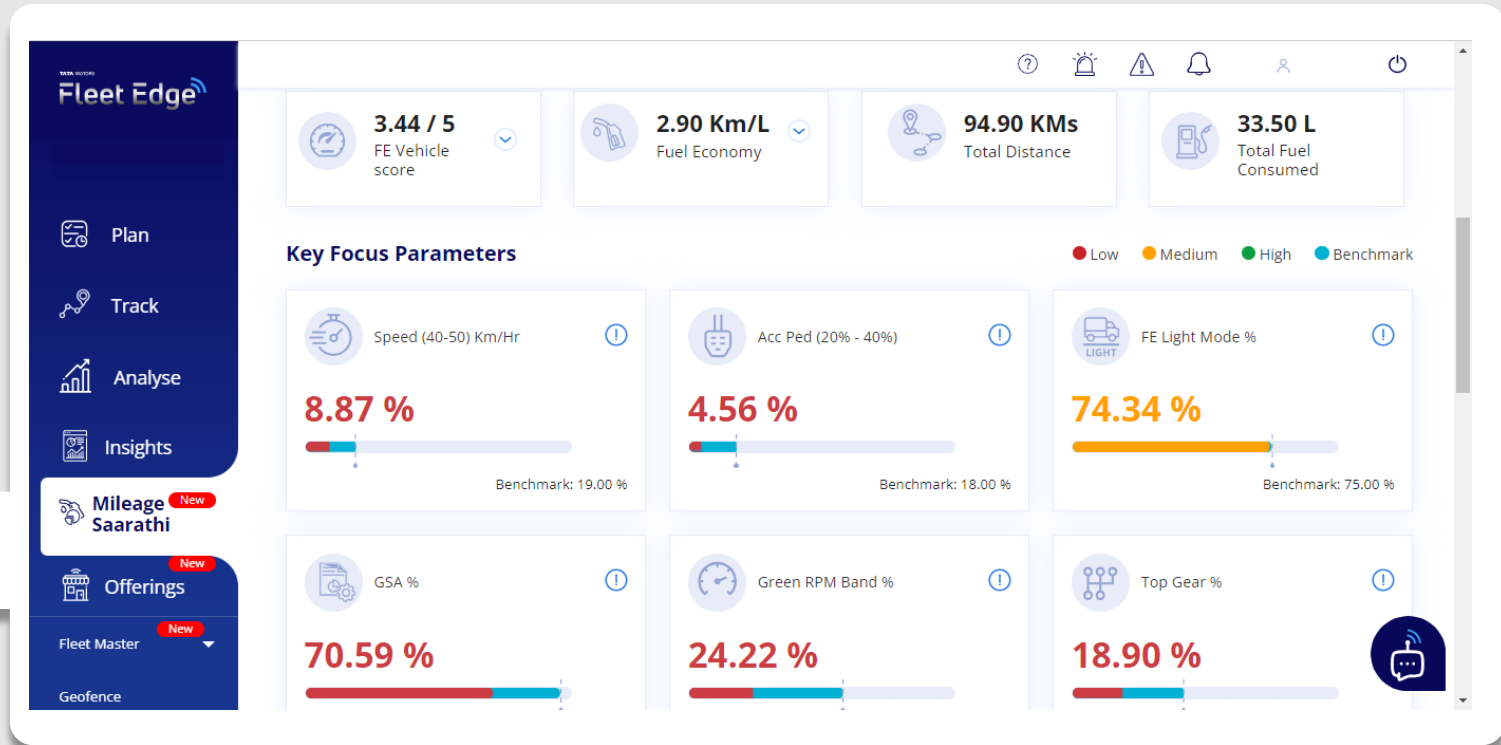 TATA MOTORS
Fleet Edge
Plan
Track
Analyse
Insights
Mileage New
Saarathi
New
Offerings
New
Fleet Master
Geofence
3.44 / 5
FE Vehicle
score
2.90 Km/L
Fuel Economy
94.90 KMs
Total Distance
33.50 L
Total Fuel
Consumed
Key Focus Parameters
Low Medium High Benchmark
Speed (40-50) Km/Hr
8.87 %
Benchmark: 19.00 %
Acc Ped (20% - 40%)
4.56 %
Benchmark: 18.00 %
LIGHT
FE Light Mode %
74.34 %
Benchmark: 75.00 %
GSA %
70.59 %
Green RPM Band %
24.22 %
Top Gear %
18.90 %